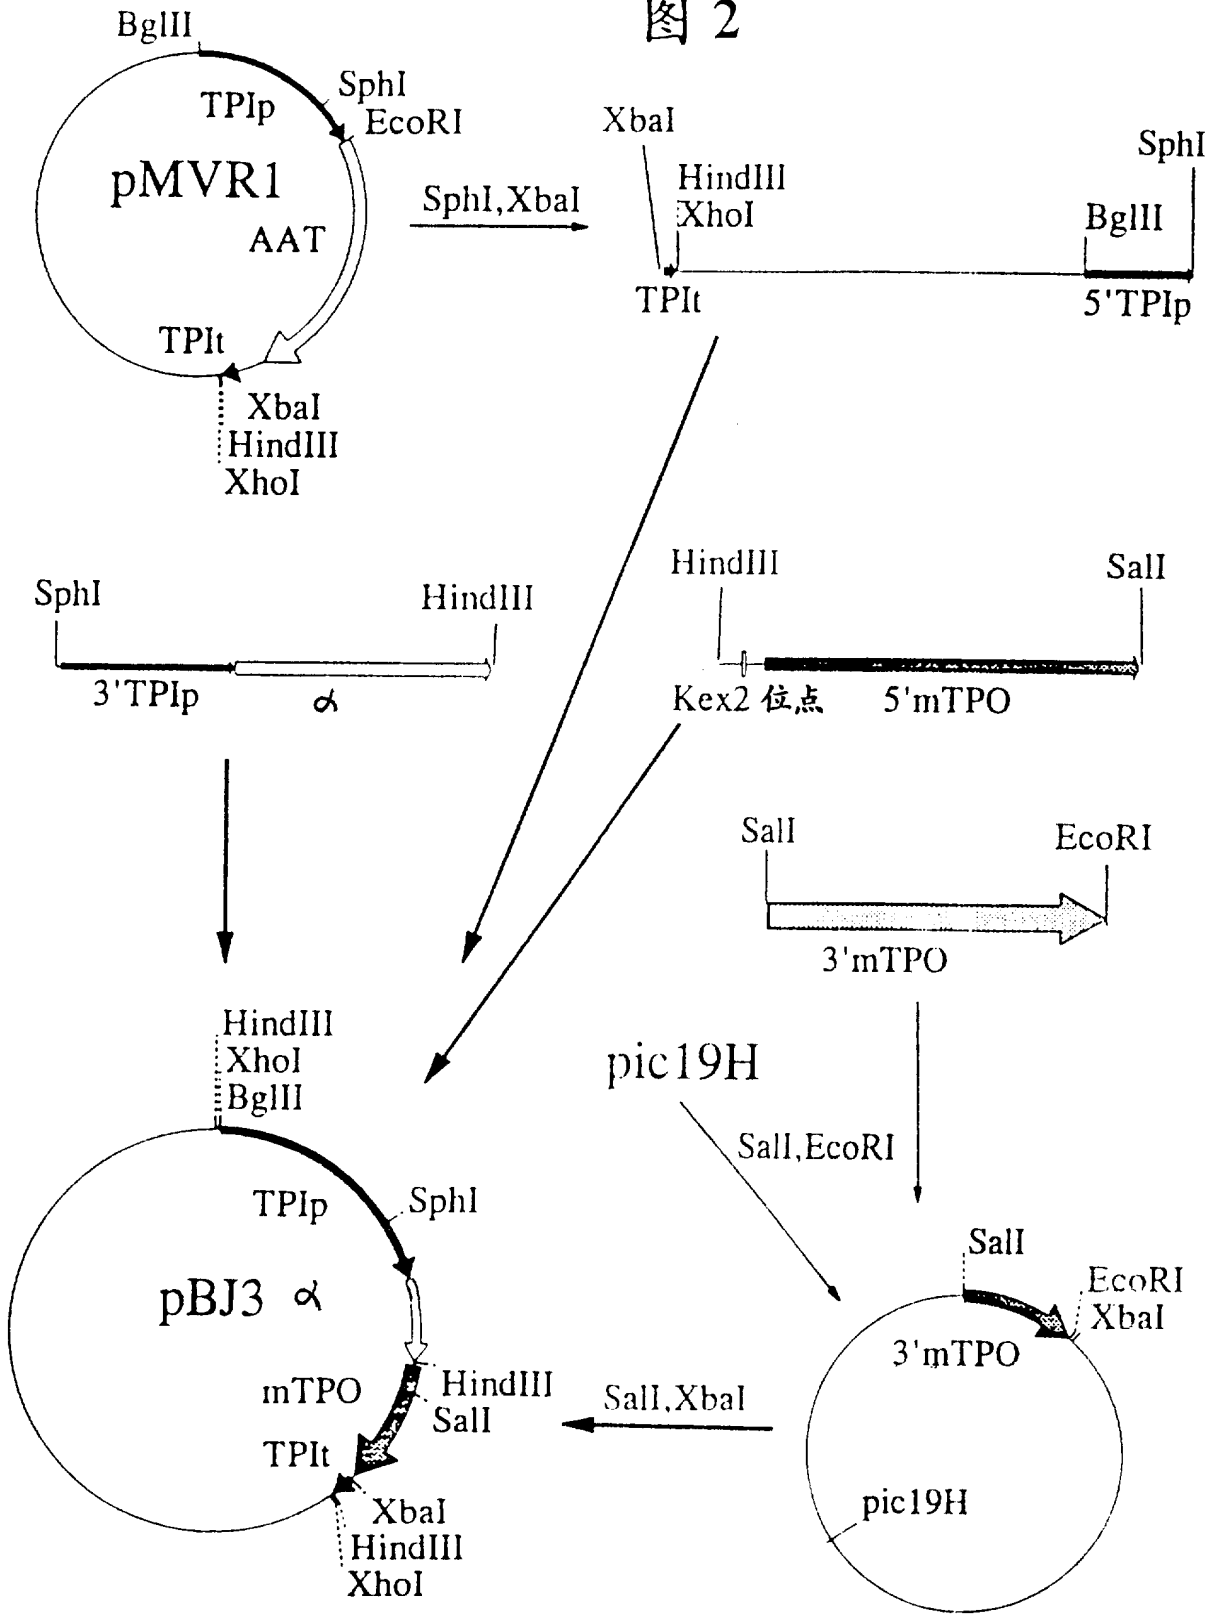 图 2
BglII
TPIp
SphI
EcoRI
pMVR1
AAT
TPIt
XbaI
HindIII
XhoI
SphI,XbaI
XbaI
HindIII
XhoI
TPIt
BglII
SphI
5'TPIp
SphI
HindIII
3'TPIp
α
HindIII
SalI
Kex2 位点
5'mTPO
SalI
EcoRI
3'mTPO
pic19H
SalI,EcoRI
HindIII
XhoI
BglII
TPIp
SphI
pBJ3 α
mTPO
HindIII
SalI
TPIt
XbaI
HindIII
XhoI
SalI,XbaI
SalI
EcoRI
XbaI
3'mTPO
pic19H